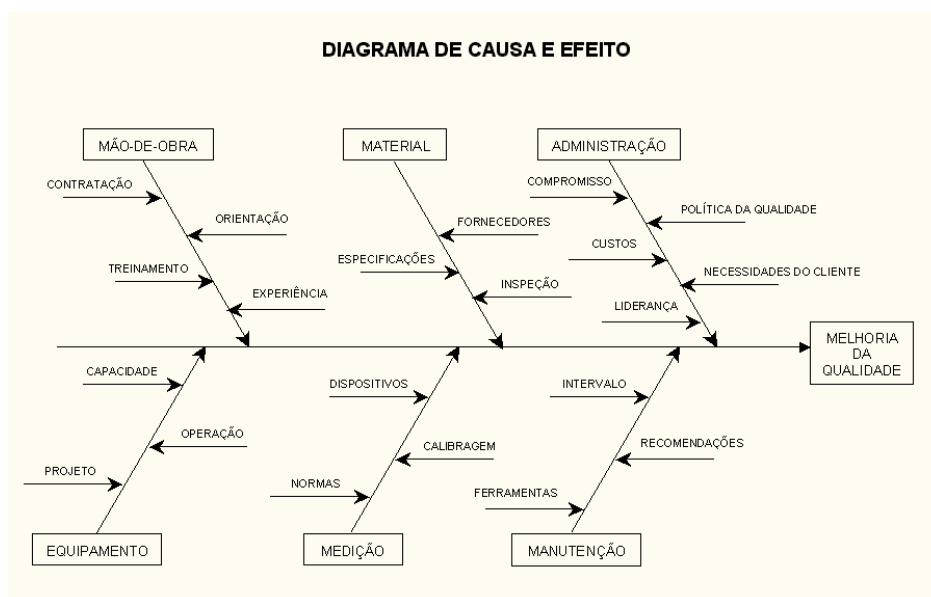 DIAGRAMA DE CAUSA E EFEITO
MÃO-DE-OBRA
MATERIAL
ADMINISTRAÇÃO
CONTRATAÇÃO
ORIENTAÇÃO
TREINAMENTO
EXPERIÊNCIA
FORNECEDORES
ESPECIFICAÇÕES
INSPEÇÃO
COMPROMISSO
POLÍTICA DA QUALIDADE
CUSTOS
NECESSIDADES DO CLIENTE
LIDERANÇA
MELHORIA
DA
QUALIDADE
CAPACIDADE
OPERAÇÃO
PROJETO
DISPOSITIVOS
CALIBRAGEM
NORMAS
INTERVALO
RECOMENDAÇÕES
FERRAMENTAS
EQUIPAMENTO
MEDIÇÃO
MANUTENÇÃO